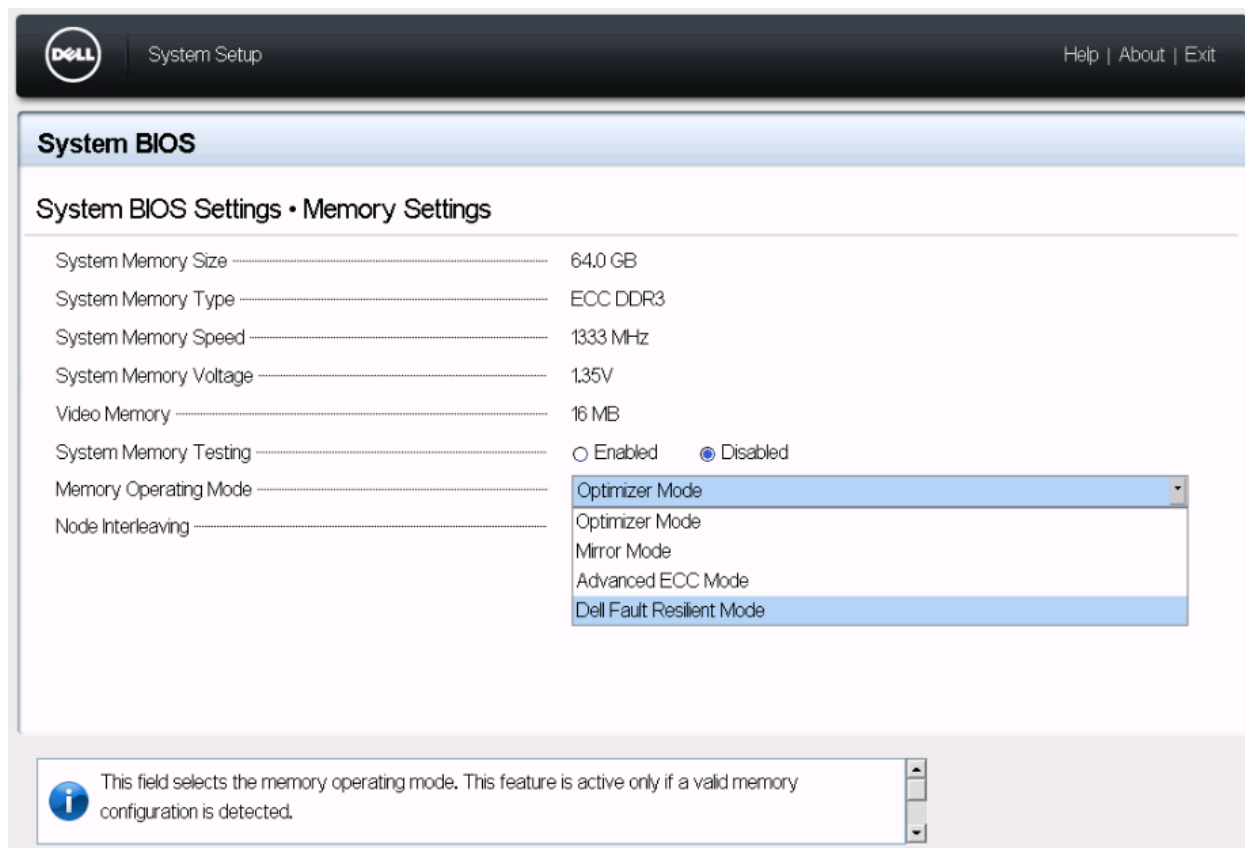 DELL
System Setup
Help | About | Exit
System BIOS
System BIOS Settings • Memory Settings
System Memory Size 64.0 GB
System Memory Type ECC DDR3
System Memory Speed 1333 MHz
System Memory Voltage 1.35V
Video Memory 16 MB
System Memory Testing Enabled Disabled
Memory Operating Mode Optimizer Mode
Node Interleaving Optimizer Mode
Mirror Mode
Advanced ECC Mode
Dell Fault Resilient Mode
This field selects the memory operating mode. This feature is active only if a valid memory
configuration is detected.